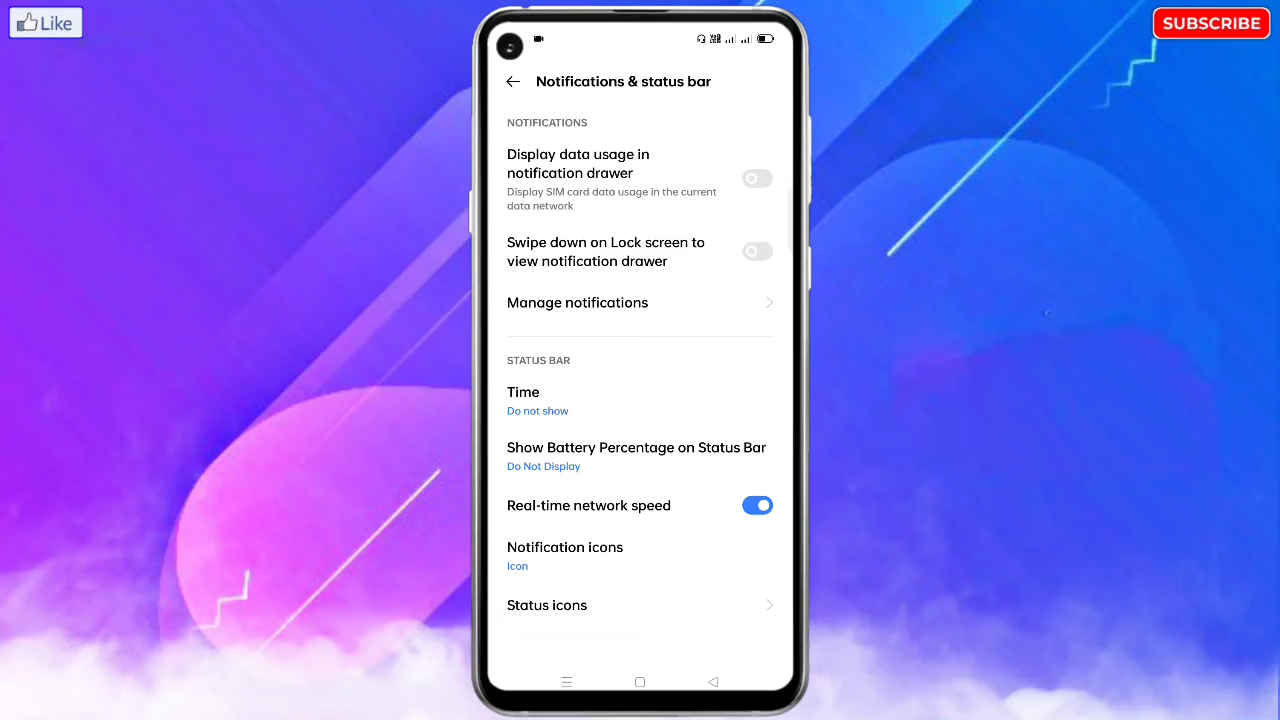 Like
SUBSCRIBE
Notifications & status bar
NOTIFICATIONS
Display data usage in
notification drawer
Display SIM card data usage in the current
data network
Swipe down on Lock screen to
view notification drawer
Manage notifications
STATUS BAR
Time
Do not show
Show Battery Percentage on Status Bar
Do Not Display
Real-time network speed
Notification icons
Icon
Status icons